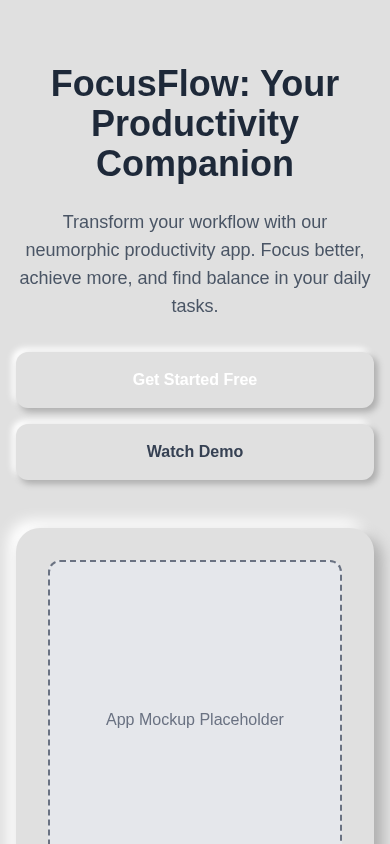 FocusFlow: Your
Productivity
Companion
Transform your workflow with our
neumorphic productivity app. Focus better,
achieve more, and find balance in your daily
tasks.
Get Started Free
Watch Demo
App Mockup Placeholder